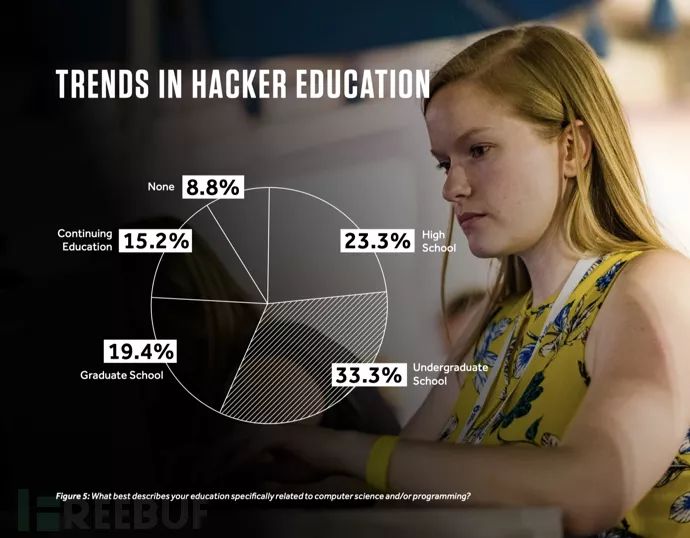 TRENDS IN HACKER EDUCATION
None 8.8%
Continuing
Education 15.2%
23.3% High
School
19.4%
Graduate School
33.3% Undergraduate
School
Figure 5: What best describes your education specifically related to computer science and/or programming?
FREEBUF